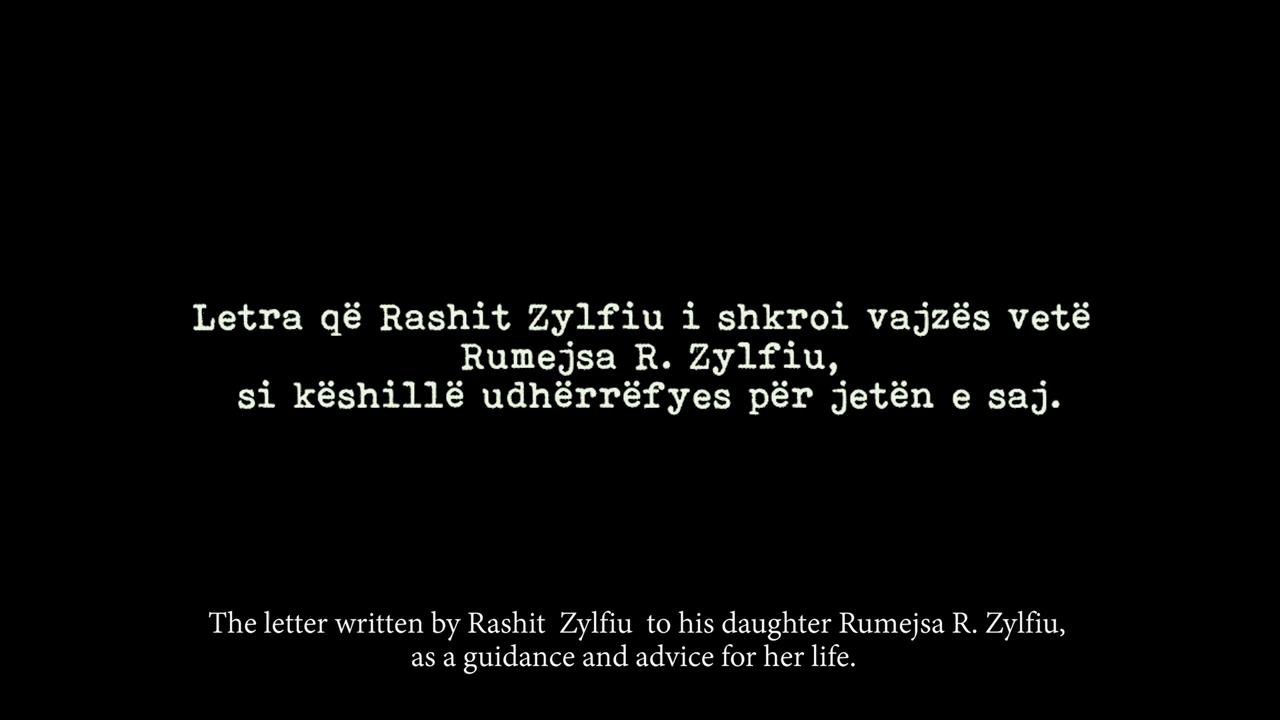 Letra që Rashit Zylfiu i shkroi vajzës vetë
Rumejsa R. Zylfiu,
si këshillë udhërrëfyes për jetën e saj.
The letter written by Rashit Zylfiu to his daughter Rumejsa R. Zylfiu,
as a guidance and advice for her life.